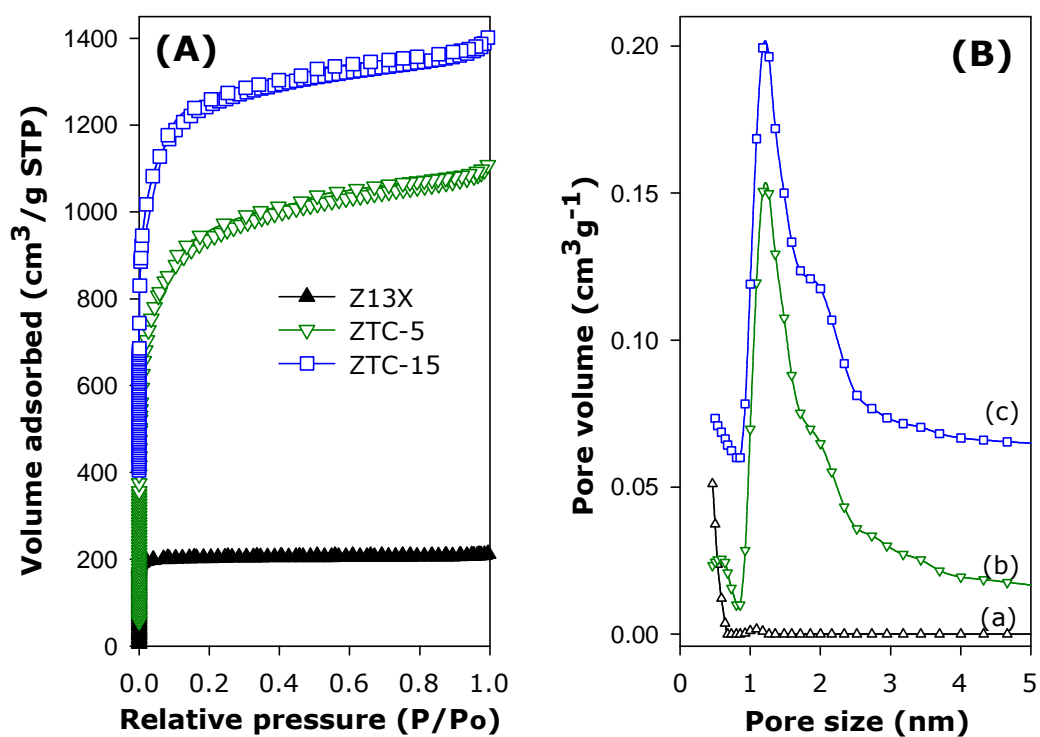 (A)
1400
1200
1000
800
600
400
200
0
Volume adsorbed (cm³/g STP)
Z13X
ZTC-5
ZTC-15
0.0 0.2 0.4 0.6 0.8 1.0
Relative pressure (P/Po)
(B)
0.20
0.15
0.10
0.05
0.00
Pore volume (cm³g⁻¹)
(c)
(b)
(a)
0 1 2 3 4 5
Pore size (nm)